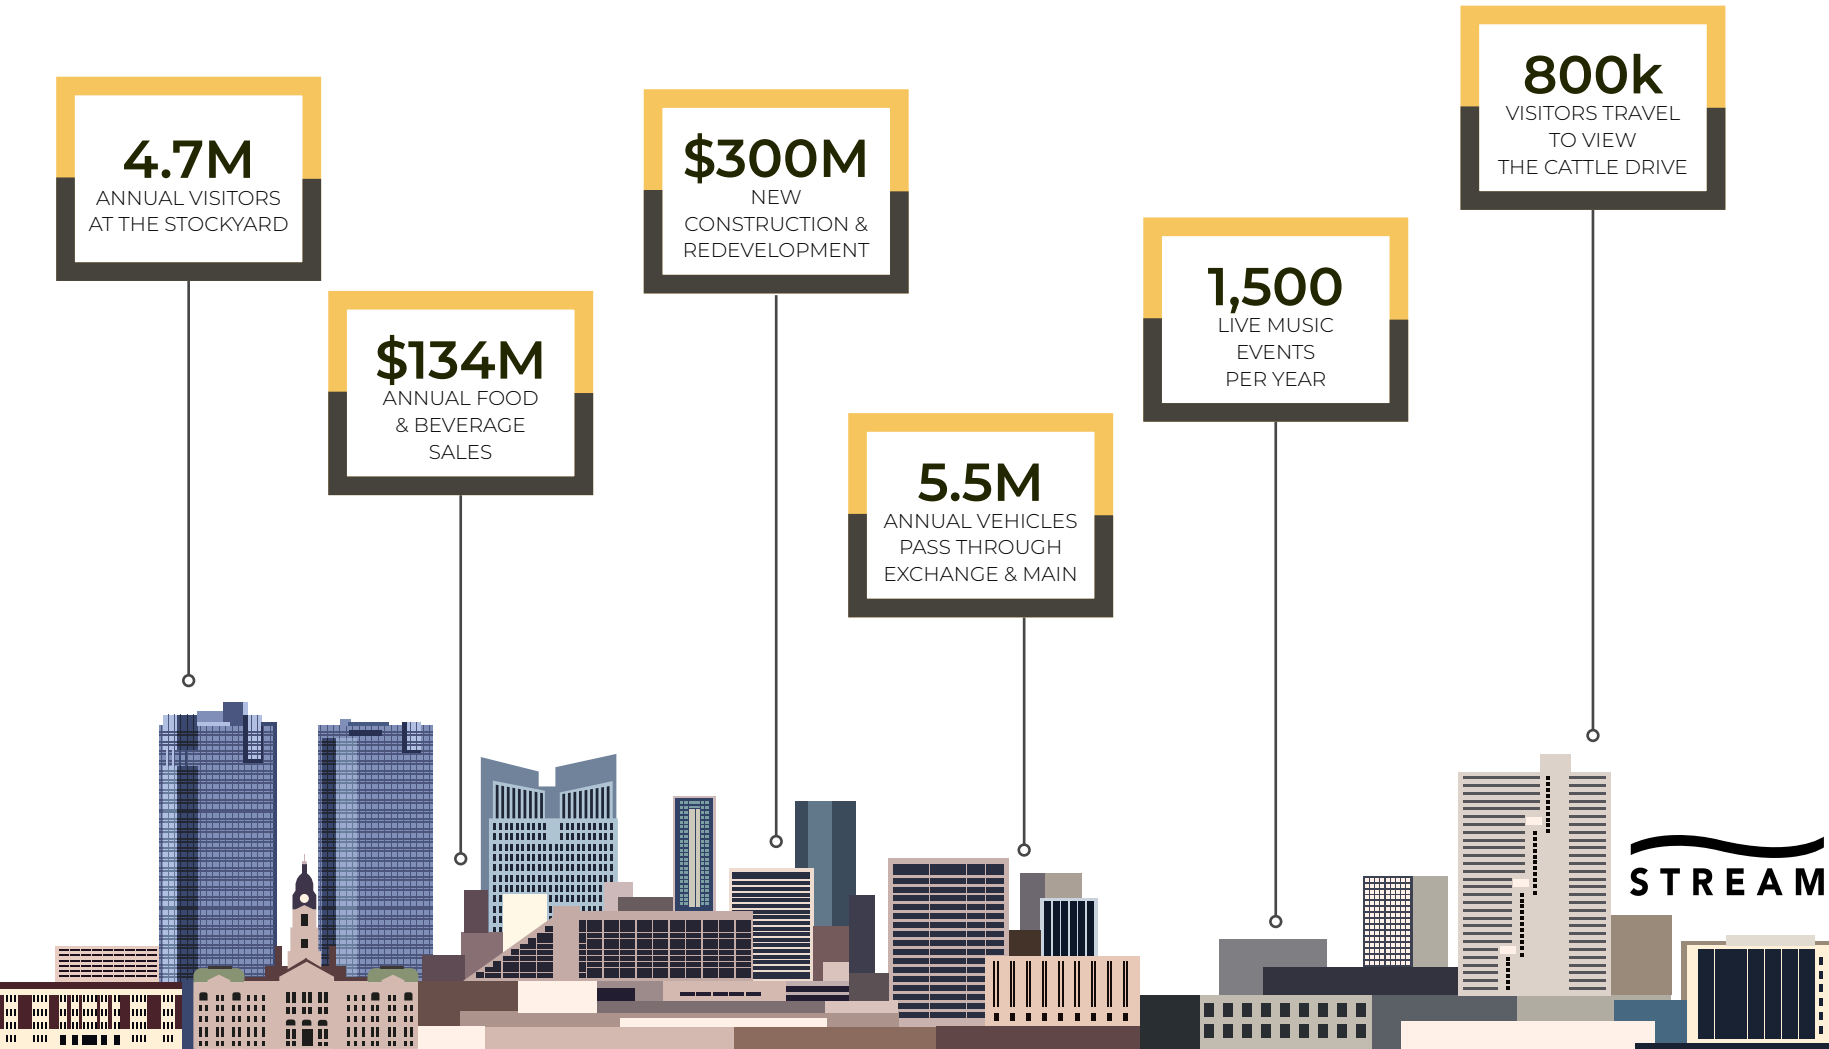 4.7M
ANNUAL VISITORS
AT THE STOCKYARD
$134M
ANNUAL FOOD
& BEVERAGE
SALES
$300M
NEW
CONSTRUCTION &
REDEVELOPMENT
5.5M
ANNUAL VEHICLES
PASS THROUGH
EXCHANGE & MAIN
1,500
LIVE MUSIC
EVENTS
PER YEAR
800k
VISITORS TRAVEL
TO VIEW
THE CATTLE DRIVE
STREAM